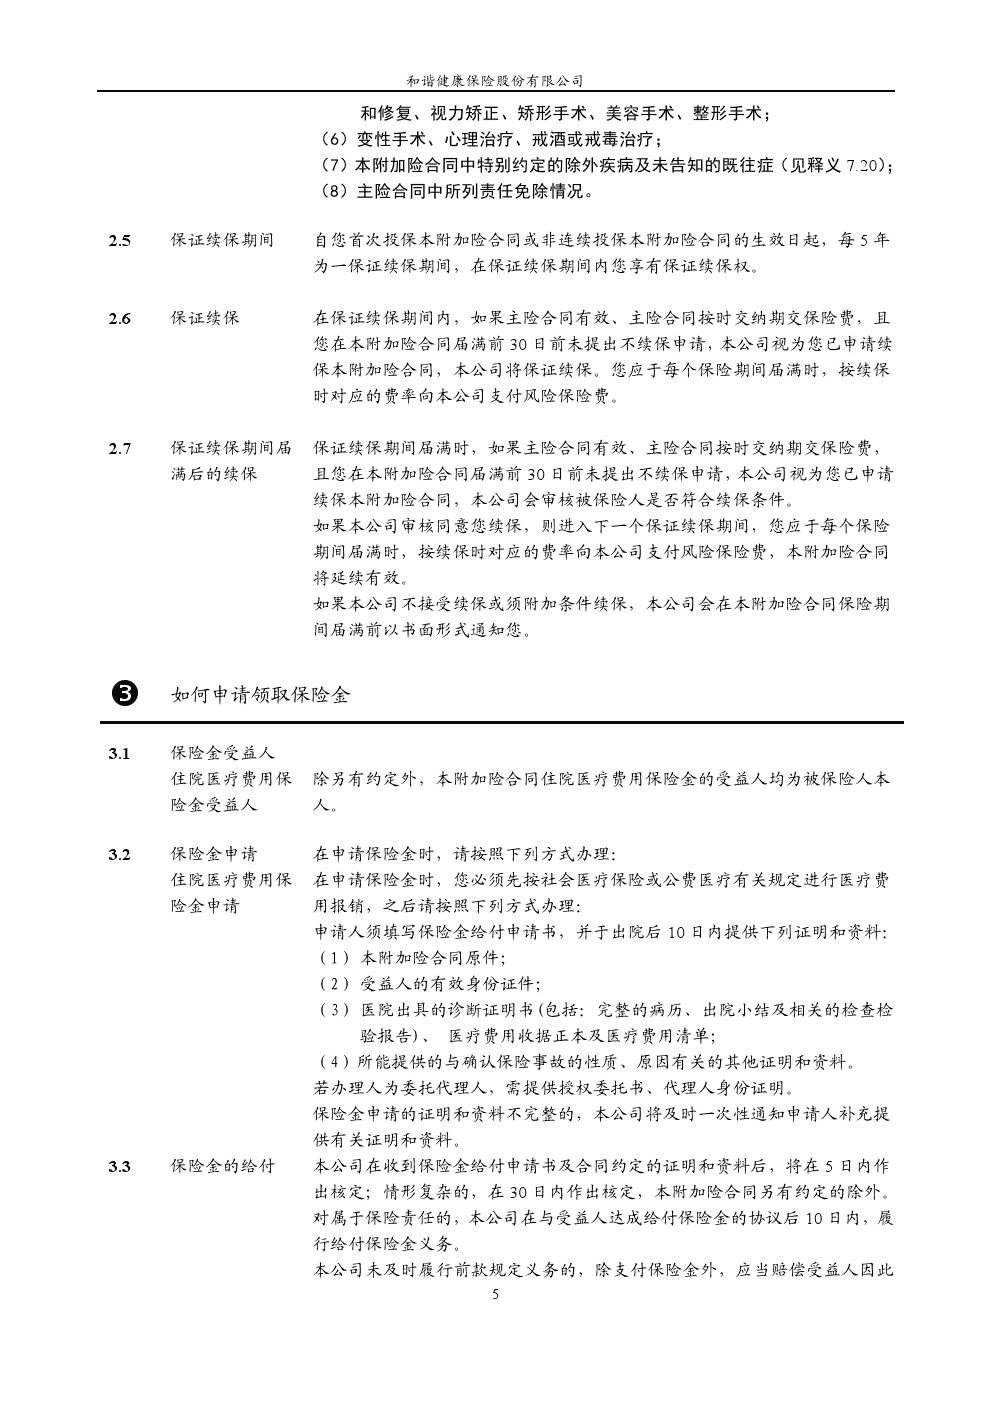 和谐健康保险股份有限公司
和修复、视力矫正、矫形手术、美容手术、整形手术；
（6）变性手术、心理治疗、戒酒或戒毒治疗；
（7）本附加险合同中特别约定的除外疾病及未告知的既往症（见释义 7.20）；
（8）主险合同中所列责任免除情况。
2.5 保证续保期间 自您首次投保本附加险合同或非连续投保本附加险合同的生效日起，每 5 年
为一保证续保期间，在保证续保期间内您享有保证续保权。
2.6 保证续保 在保证续保期间内，如果主险合同有效、主险合同按时交纳期交保险费，且
您在本附加险合同届满前 30 日前未提出不续保申请，本公司视为您已申请续
保本附加险合同，本公司将保证续保。您应于每个保险期间届满时，按续保
时对应的费率向本公司支付风险保险费。
2.7 保证续保期间届 保证续保期间届满时，如果主险合同有效、主险合同按时交纳期交保险费，
满后的续保 且您在本附加险合同届满前 30 日前未提出不续保申请，本公司视为您已申请
续保本附加险合同，本公司会审核被保险人是否符合续保条件。
如果本公司审核同意您续保，则进入下一个保证续保期间，您应于每个保险
期间届满时，按续保时对应的费率向本公司支付风险保险费，本附加险合同
将延续有效。
如果本公司不接受续保或须附加条件续保，本公司会在本附加险合同保险期
间届满前以书面形式通知您。
❸ 如何申请领取保险金
3.1 保险金受益人
住院医疗费用保 除另有约定外，本附加险合同住院医疗费用保险金的受益人均为被保险人本
险金受益人 人。
3.2 保险金申请 在申请保险金时，请按照下列方式办理：
住院医疗费用保 在申请保险金时，您必须先按社会医疗保险或公费医疗有关规定进行医疗费
险金申请 用报销，之后请按照下列方式办理：
申请人须填写保险金给付申请书，并于出院后 10 日内提供下列证明和资料：
（1） 本附加险合同原件；
（2） 受益人的有效身份证件；
（3） 医院出具的诊断证明书(包括：完整的病历、出院小结及相关的检查检
验报告)、 医疗费用收据正本及医疗费用清单；
（4）所能提供的与确认保险事故的性质、原因有关的其他证明和资料。
若办理人为委托代理人，需提供授权委托书、代理人身份证明。
保险金申请的证明和资料不完整的，本公司将及时一次性通知申请人补充提
供有关证明和资料。
3.3 保险金的给付 本公司在收到保险金给付申请书及合同约定的证明和资料后，将在 5 日内作
出核定；情形复杂的，在 30 日内作出核定，本附加险合同另有约定的除外。
对属于保险责任的，本公司在与受益人达成给付保险金的协议后 10 日内，履
行给付保险金义务。
本公司未及时履行前款规定义务的，除支付保险金外，应当赔偿受益人因此
5